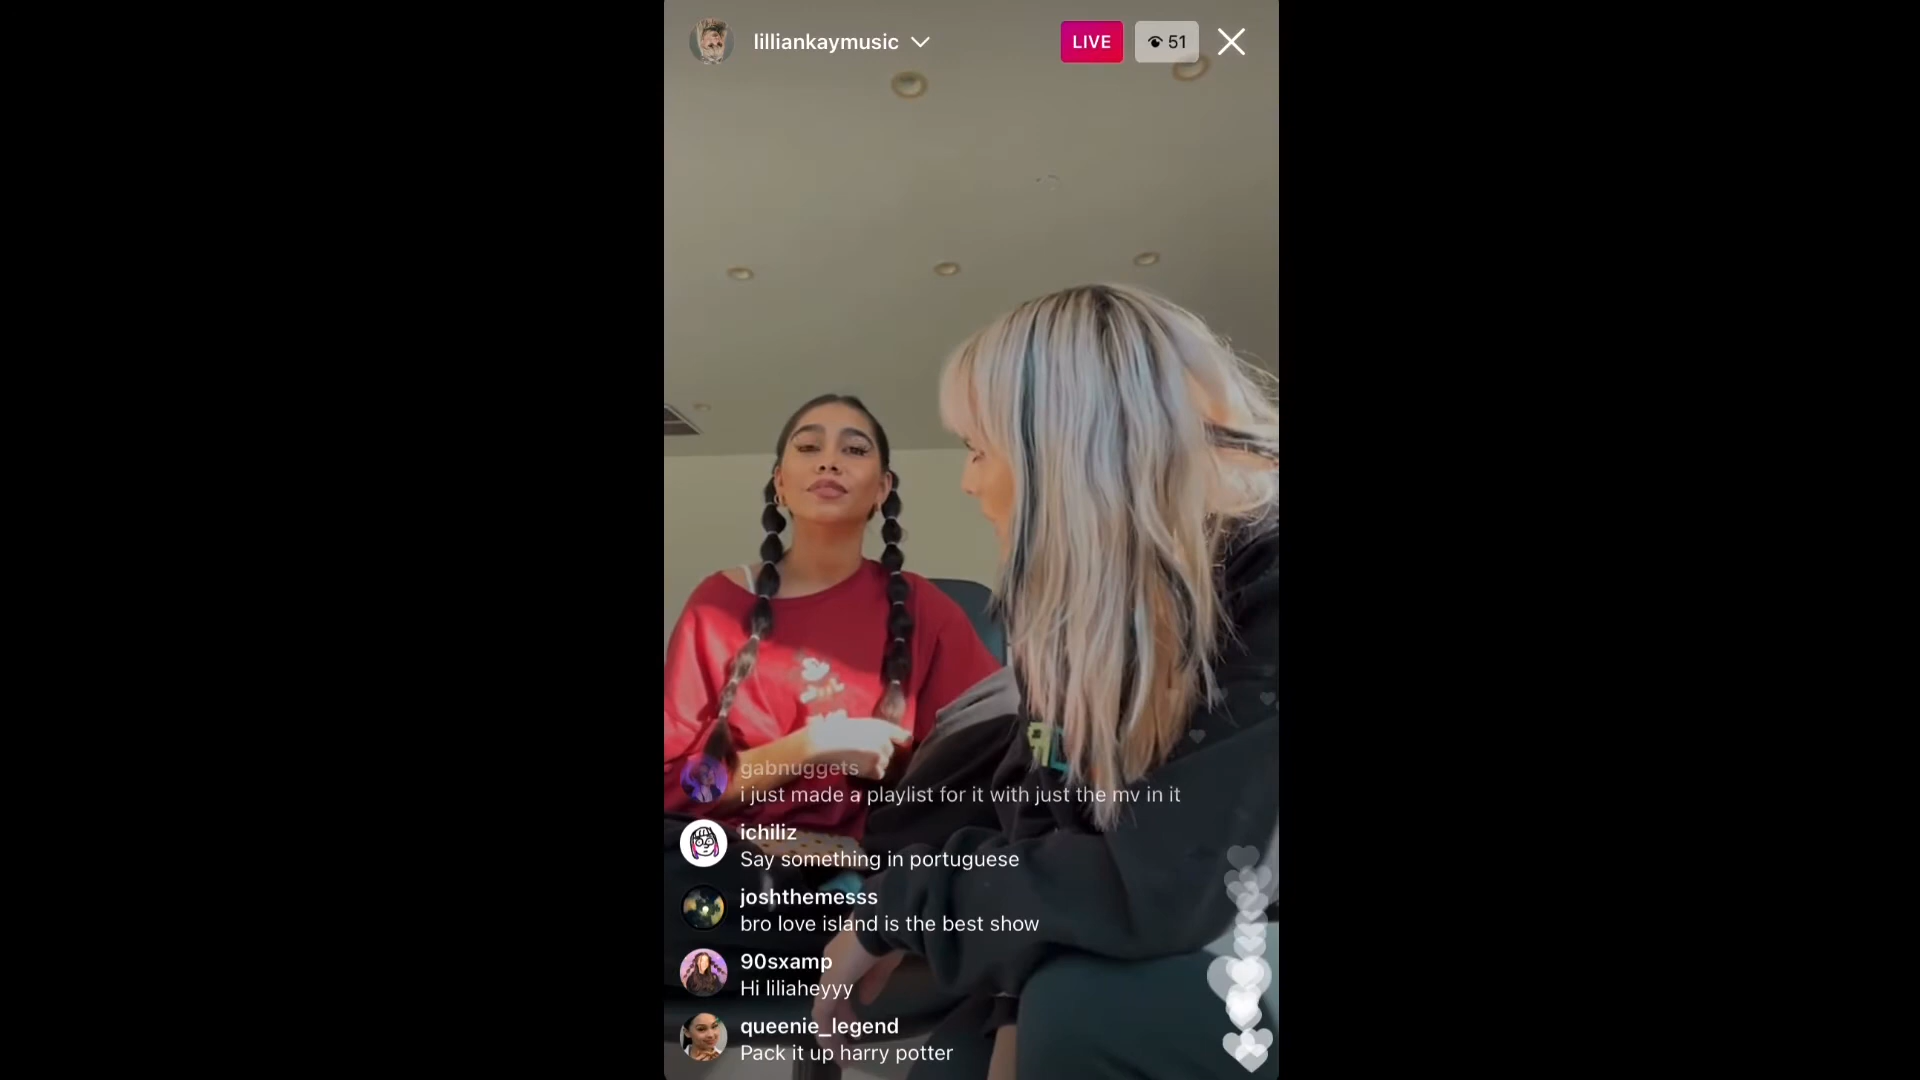 lilliankaymusic
LIVE
51
gabnuggets
i just made a playlist for it with just the mv in it
ichiliz
Say something in portuguese
joshthemesss
bro love island is the best show
90sxamp
Hi liliaheyyy
queenie_legend
Pack it up harry potter